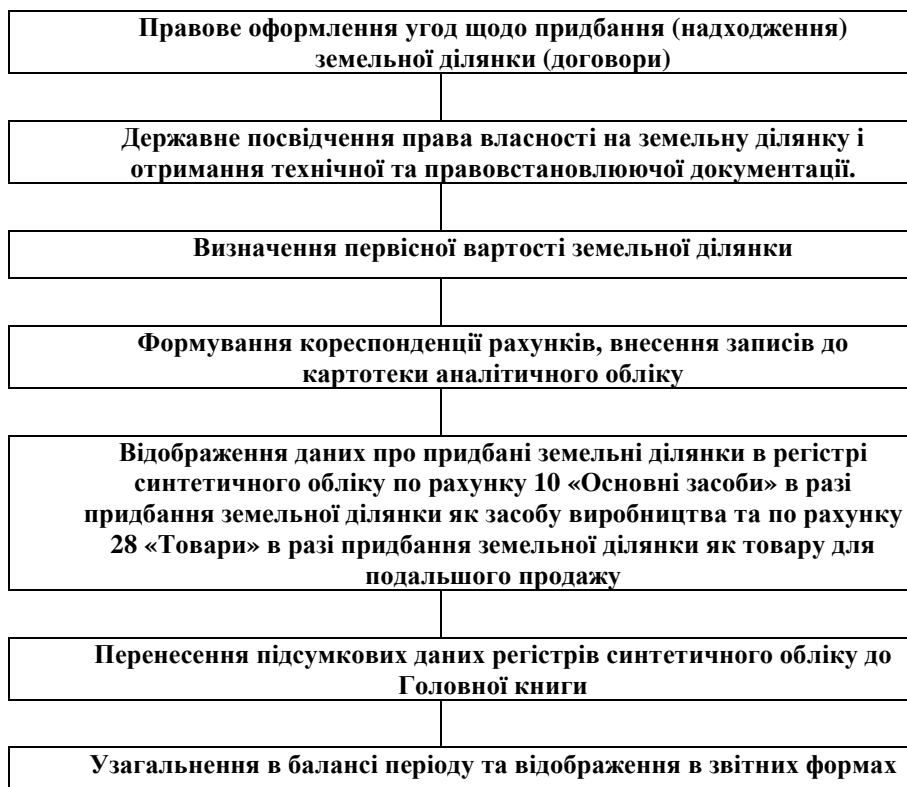 Правове оформлення угод щодо придбання (надходження)
земельної ділянки (договори)
Державне посвідчення права власності на земельну ділянку і
отримання технічної та правовстановлюючої документації.
Визначення первісної вартості земельної ділянки
Формування кореспонденції рахунків, внесення записів до
картотеки аналітичного обліку
Відображення даних про придбані земельні ділянки в регістрі
синтетичного обліку по рахунку 10 «Основні засоби» в разі
придбання земельної ділянки як засобу виробництва та по рахунку
28 «Товари» в разі придбання земельної ділянки як товару для
подальшого продажу
Перенесення підсумкових даних регістрів синтетичного обліку до
Головної книги
Узагальнення в балансі періоду та відображення в звітних формах